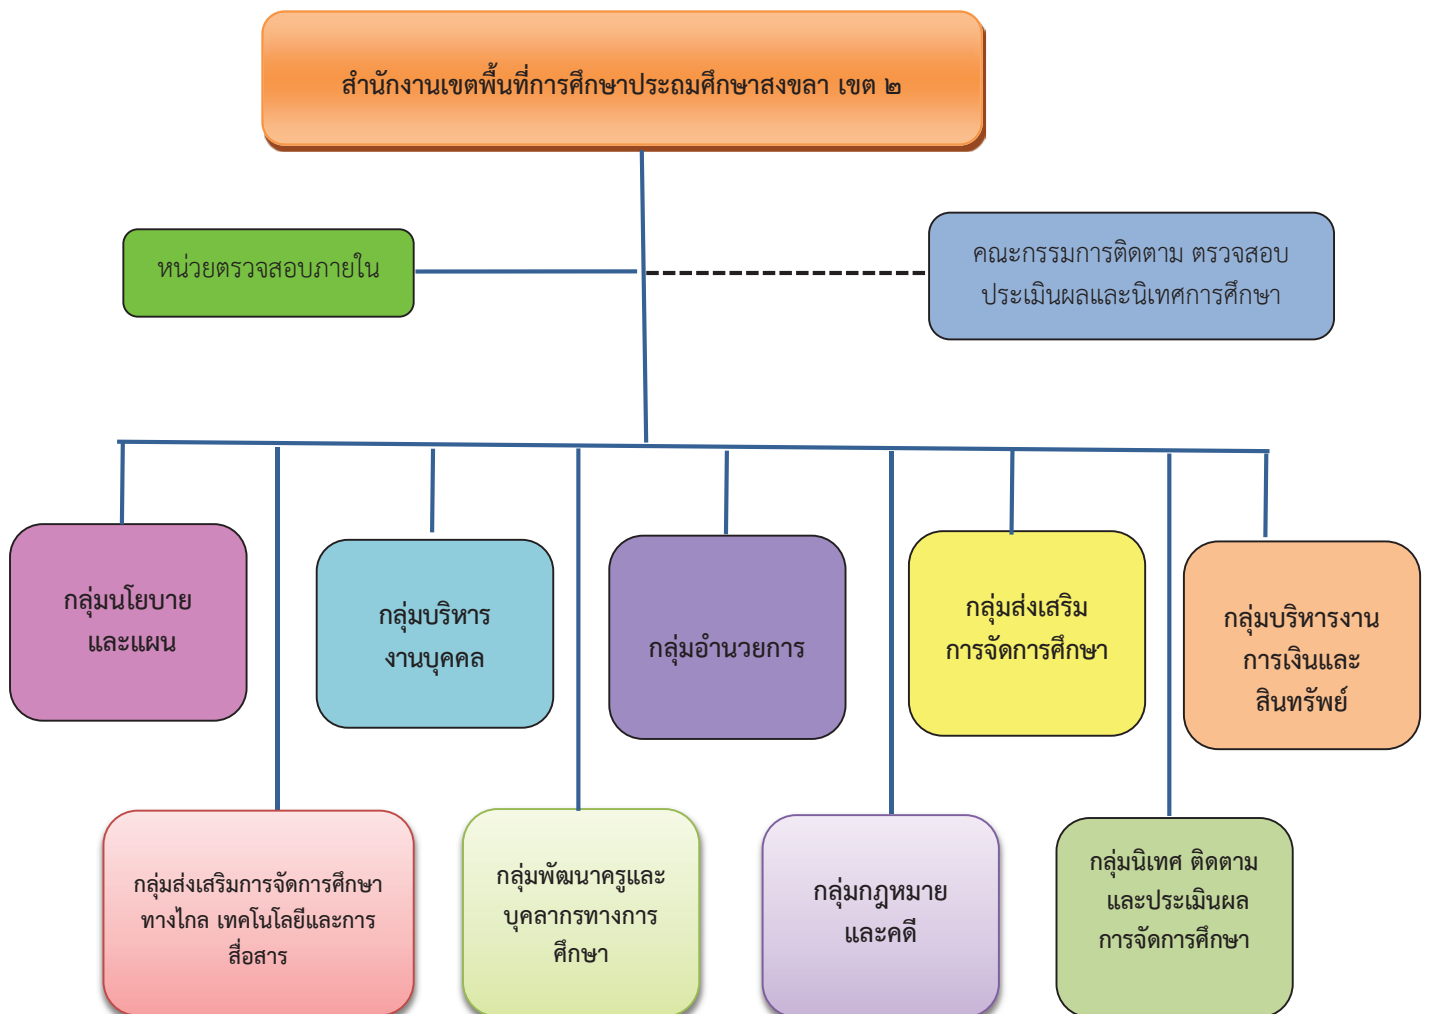 สำนักงานเขตพื้นที่การศึกษาประถมศึกษาสงขลา เขต ๒
หน่วยตรวจสอบภายใน
คณะกรรมการติดตาม ตรวจสอบ
ประเมินผลและนิเทศการศึกษา
กลุ่มนโยบาย
และแผน
กลุ่มบริหาร
งานบุคคล
กลุ่มอำนวยการ
กลุ่มส่งเสริม
การจัดการศึกษา
กลุ่มบริหารงาน
การเงินและ
สินทรัพย์
กลุ่มส่งเสริมการจัดการศึกษา
ทางไกล เทคโนโลยีและการ
สื่อสาร
กลุ่มพัฒนาครูและ
บุคลากรทางการ
ศึกษา
กลุ่มกฎหมาย
และคดี
กลุ่มนิเทศ ติดตาม
และประเมินผล
การจัดการศึกษา